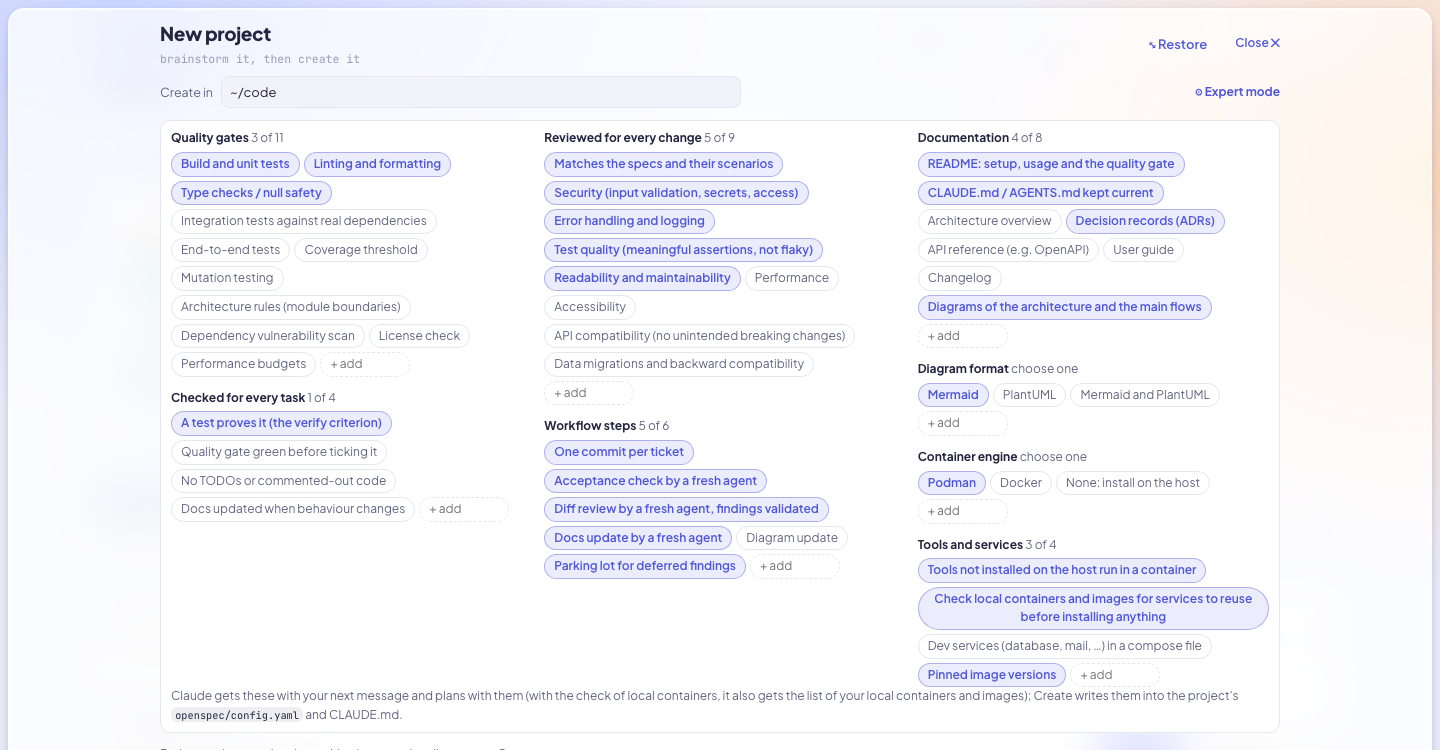 New project
brainstorm it, then create it
Restore
Close
Create in
~/code
Expert mode
Quality gates 3 of 11
Build and unit tests
Linting and formatting
Type checks / null safety
Integration tests against real dependencies
End-to-end tests
Coverage threshold
Mutation testing
Architecture rules (module boundaries)
Dependency vulnerability scan
License check
Performance budgets
+ add
Checked for every task 1 of 4
A test proves it (the verify criterion)
Quality gate green before ticking it
No TODOs or commented-out code
Docs updated when behaviour changes
+ add
Reviewed for every change 5 of 9
Matches the specs and their scenarios
Security (input validation, secrets, access)
Error handling and logging
Test quality (meaningful assertions, not flaky)
Readability and maintainability
Performance
Accessibility
API compatibility (no unintended breaking changes)
Data migrations and backward compatibility
+ add
Workflow steps 5 of 6
One commit per ticket
Acceptance check by a fresh agent
Diff review by a fresh agent, findings validated
Docs update by a fresh agent
Diagram update
Parking lot for deferred findings
+ add
Documentation 4 of 8
README: setup, usage and the quality gate
CLAUDE.md / AGENTS.md kept current
Architecture overview
Decision records (ADRs)
API reference (e.g. OpenAPI)
User guide
Changelog
Diagrams of the architecture and the main flows
+ add
Diagram format choose one
Mermaid
PlantUML
Mermaid and PlantUML
+ add
Container engine choose one
Podman
Docker
None: install on the host
+ add
Tools and services 3 of 4
Tools not installed on the host run in a container
Check local containers and images for services to reuse
before installing anything
Dev services (database, mail, …) in a compose file
Pinned image versions
+ add
Claude gets these with your next message and plans with them (with the check of local containers, it also gets the list of your local containers and images); Create writes them into the project's
openspec/config.yaml and CLAUDE.md.